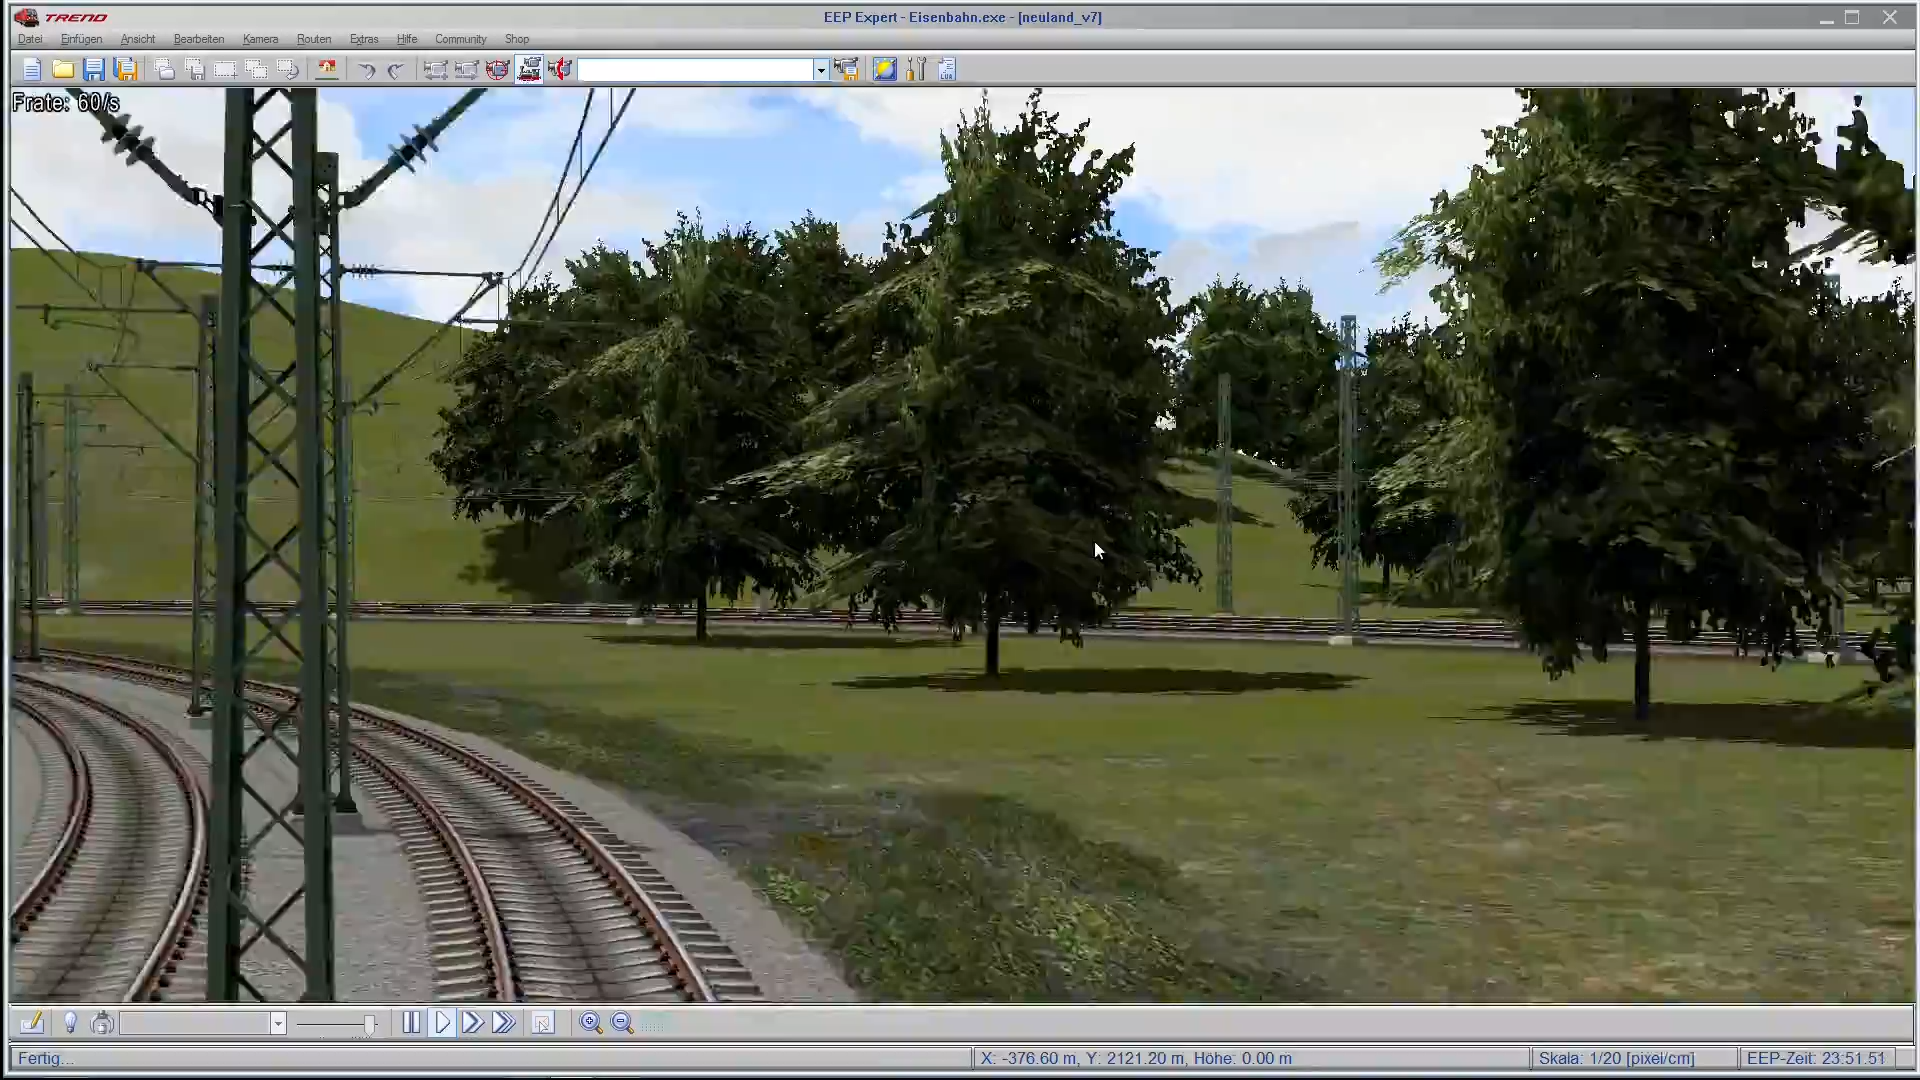 TREND
EEP Expert - Eisenbahn.exe - [neuland_v7]
Datei Einfügen Ansicht Bearbeiten Kamera Routen Extras Hilfe Community Shop
LUA
Frate: 60/s
Fertig...
X: -376.60 m, Y: 2121.20 m, Höhe: 0.00 m
Skala: 1/20 [pixel/cm]
EEP-Zeit: 23:51.51